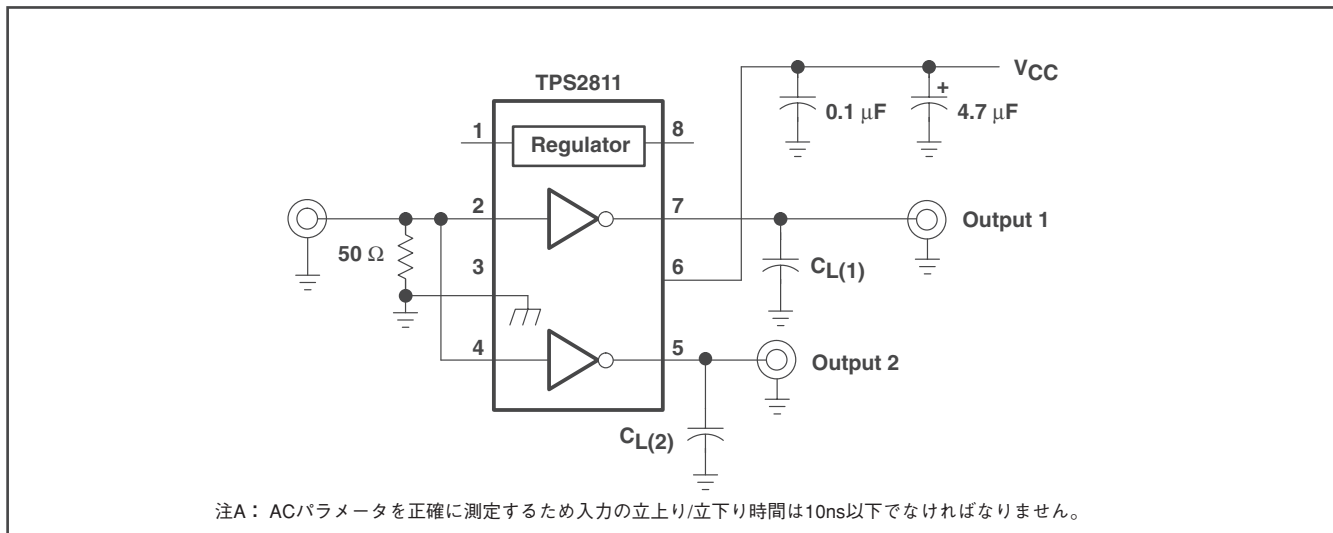 TPS2811
VCC
+
0.1 μF
4.7 μF
1
Regulator
8
2
7
Output 1
50 Ω
3
6
CL(1)
4
5
Output 2
CL(2)
注A： ACパラメータを正確に測定するため入力の立上り/立下り時間は10ns以下でなければなりません。